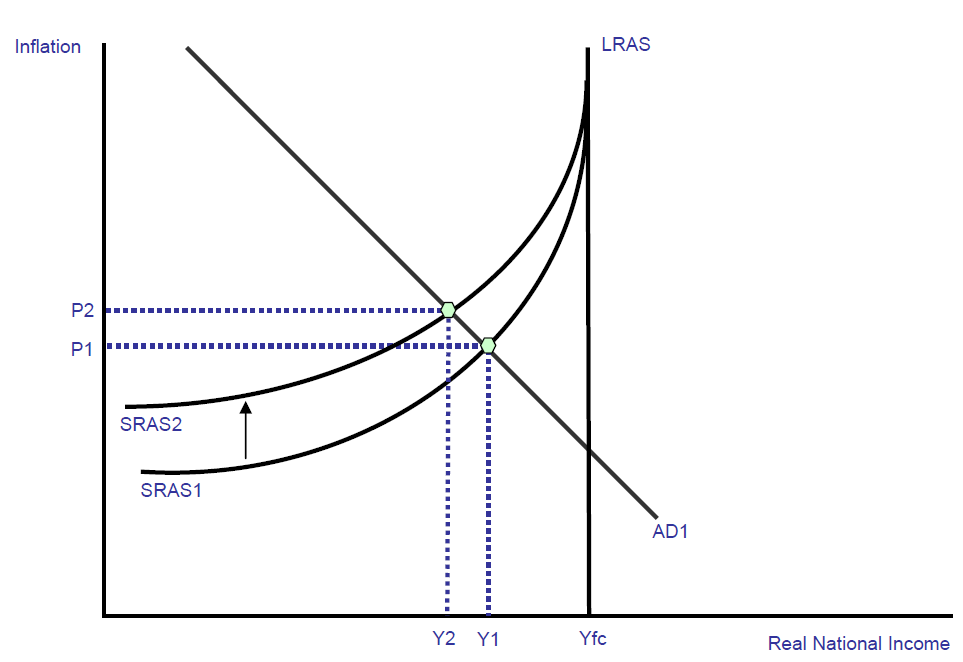 Inflation
LRAS
P2
P1
SRAS2
SRAS1
AD1
Y2
Y1
Yfc
Real National Income